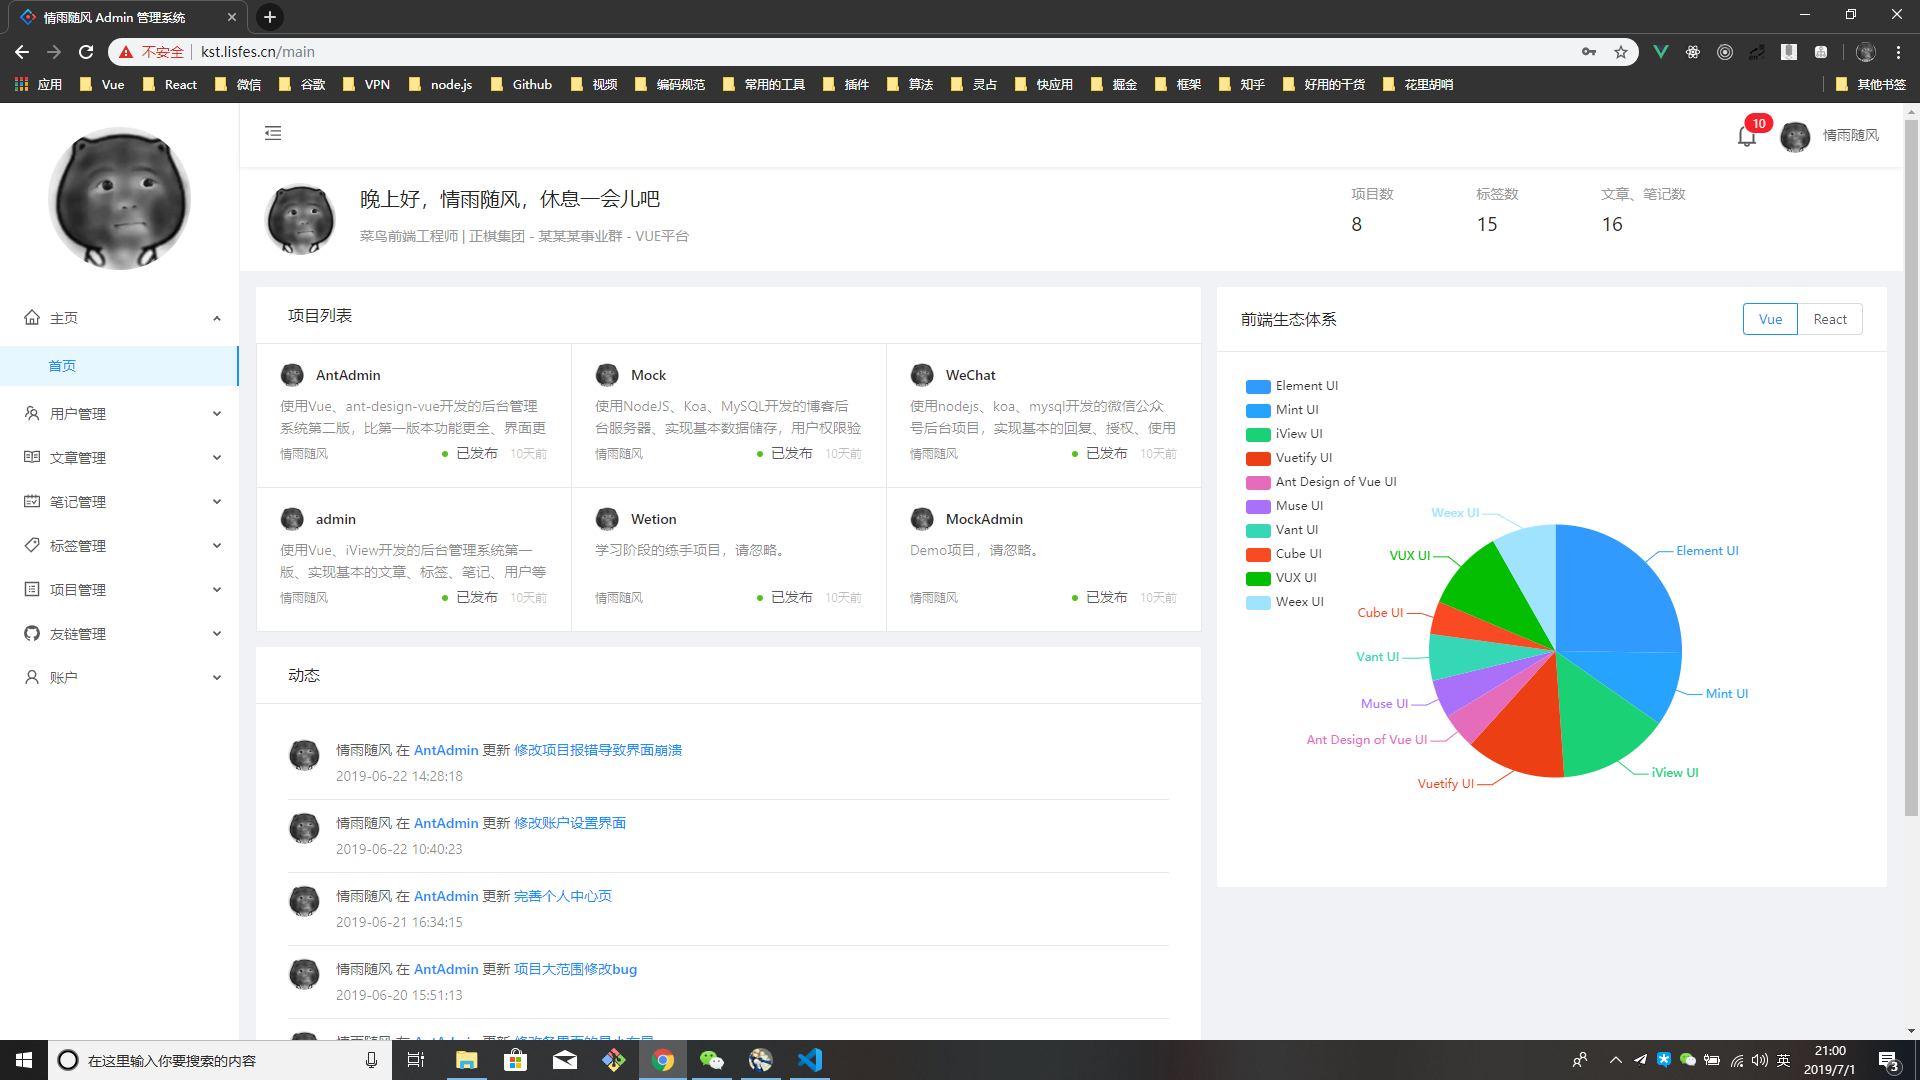 情雨随风 Admin 管理系统
不安全 kst.lisfes.cn/main
应用 Vue React 微信 谷歌 VPN node.js Github 视频 编码规范 常用的工具 插件 算法 灵占 快应用 掘金 框架 知乎 好用的干货 花里胡哨 其他书签
10 情雨随风
晚上好，情雨随风，休息一会儿吧
菜鸟前端工程师 | 正棋集团 - 某某某事业群 - VUE平台
项目数 标签数 文章、笔记数
8 15 16
主页
首页
用户管理
文章管理
笔记管理
标签管理
项目管理
友链管理
账户
项目列表
AntAdmin
使用Vue、ant-design-vue开发的后台管理
系统第二版，比第一版本功能更全、界面更
情雨随风 已发布 10天前
Mock
使用NodeJS、Koa、MySQL开发的博客后
台服务器、实现基本数据储存，用户权限验
情雨随风 已发布 10天前
WeChat
使用nodejs、koa、mysql开发的微信公众
号后台项目，实现基本的回复、授权、使用
情雨随风 已发布 10天前
admin
使用Vue、iView开发的后台管理系统第一
版、实现基本的文章、标签、笔记、用户等
情雨随风 已发布 10天前
Wetion
学习阶段的练手项目，请忽略。
情雨随风 已发布 10天前
MockAdmin
Demo项目，请忽略。
情雨随风 已发布 10天前
动态
情雨随风 在 AntAdmin 更新 修改项目报错导致界面崩溃
2019-06-22 14:28:18
情雨随风 在 AntAdmin 更新 修改账户设置界面
2019-06-22 10:40:23
情雨随风 在 AntAdmin 更新 完善个人中心页
2019-06-21 16:34:15
情雨随风 在 AntAdmin 更新 项目大范围修改bug
2019-06-20 15:51:13
前端生态体系 Vue React
Element UI
Mint UI
iView UI
Vuetify UI
Ant Design of Vue UI
Muse UI
Vant UI
Cube UI
VUX UI
Weex UI
Weex UI
Element UI
VUX UI
Cube UI
Vant UI
Mint UI
Muse UI
Ant Design of Vue UI
iView UI
Vuetify UI
在这里输入你要搜索的内容
英
21:00
2019/7/1
3